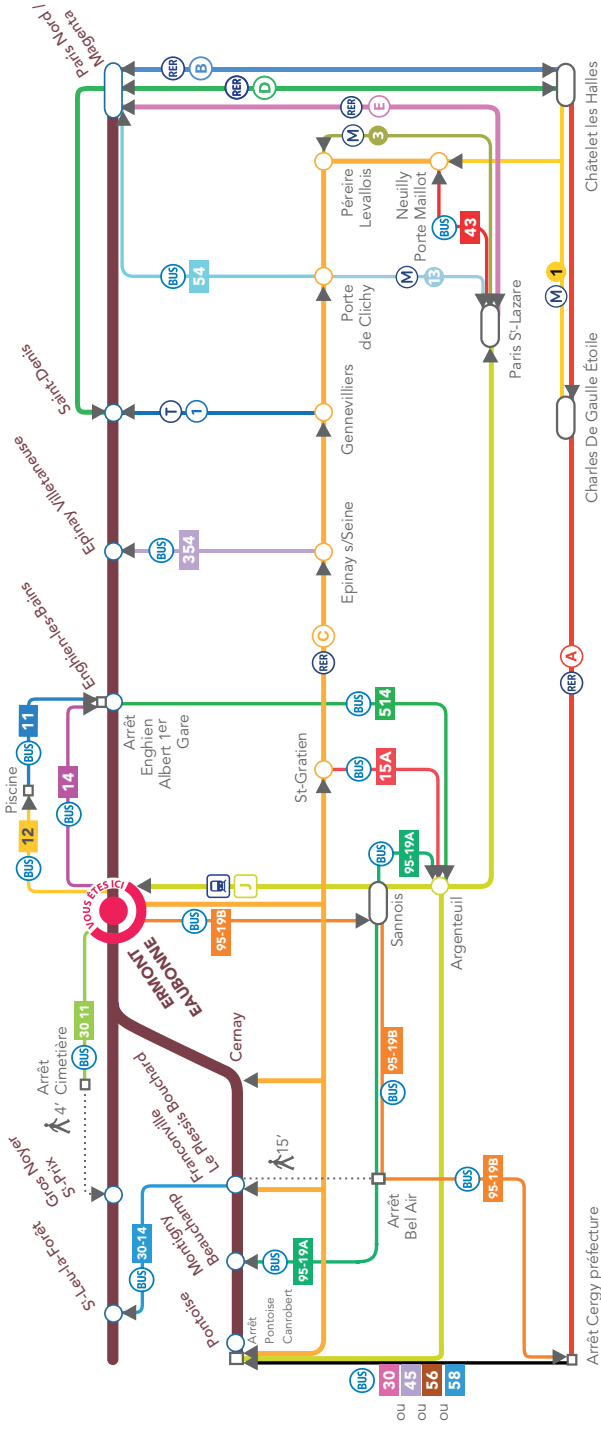 Paris Nord /
Magenta
RER
B
RER
D
RER
E
Châtelet les Halles
M
3
Péreire
Levallois
Neuilly
Porte Maillot
BUS
43
M
1
BUS
54
Porte
de Clichy
M
13
Paris St-Lazare
Charles De Gaulle Étoile
Saint-Denis
T
1
Gennevilliers
Epinay Villetaneuse
BUS
354
Epinay s/Seine
RER
C
RER
A
Enghien-les-Bains
Arrêt
Enghien
Albert 1er
Gare
BUS
11
Piscine
BUS
12
BUS
14
BUS
514
St-Gratien
BUS
15A
VOUS ÊTES ICI
ERMONT
EAUBONNE
J
BUS
95-19B
BUS
95-19A
Sannois
Argenteuil
BUS
30 11
Arrêt
Cimetière
4'
Gros Noyer
St-Prix
Cernay
Franconville
Le Plessis Bouchard
15'
BUS
95-19B
Arrêt
Bel Air
BUS
95-19B
St-Leu-la-Forêt
BUS
30-14
Montigny
Beauchamp
BUS
95-19A
Pontoise
Arrêt
Pontoise
Canrobert
BUS
30
ou 45
ou 56
ou 58
Arrêt Cergy préfecture